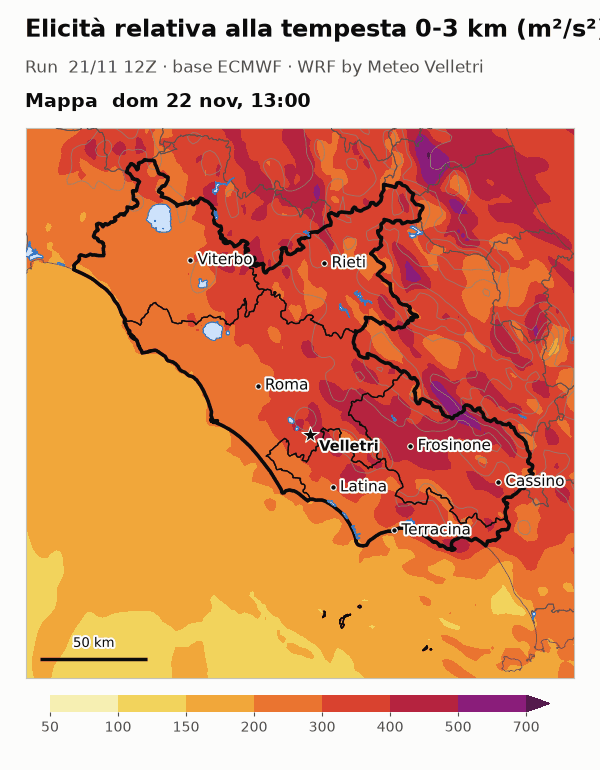 Elicità relativa alla tempesta 0-3 km (m²/s²)
Run 21/11 12Z · base ECMWF · WRF by Meteo Velletri
Mappa dom 22 nov, 13:00
Viterbo
Rieti
Roma
Velletri
Frosinone
Latina
Cassino
Terracina
50 km
50 100 150 200 300 400 500 700